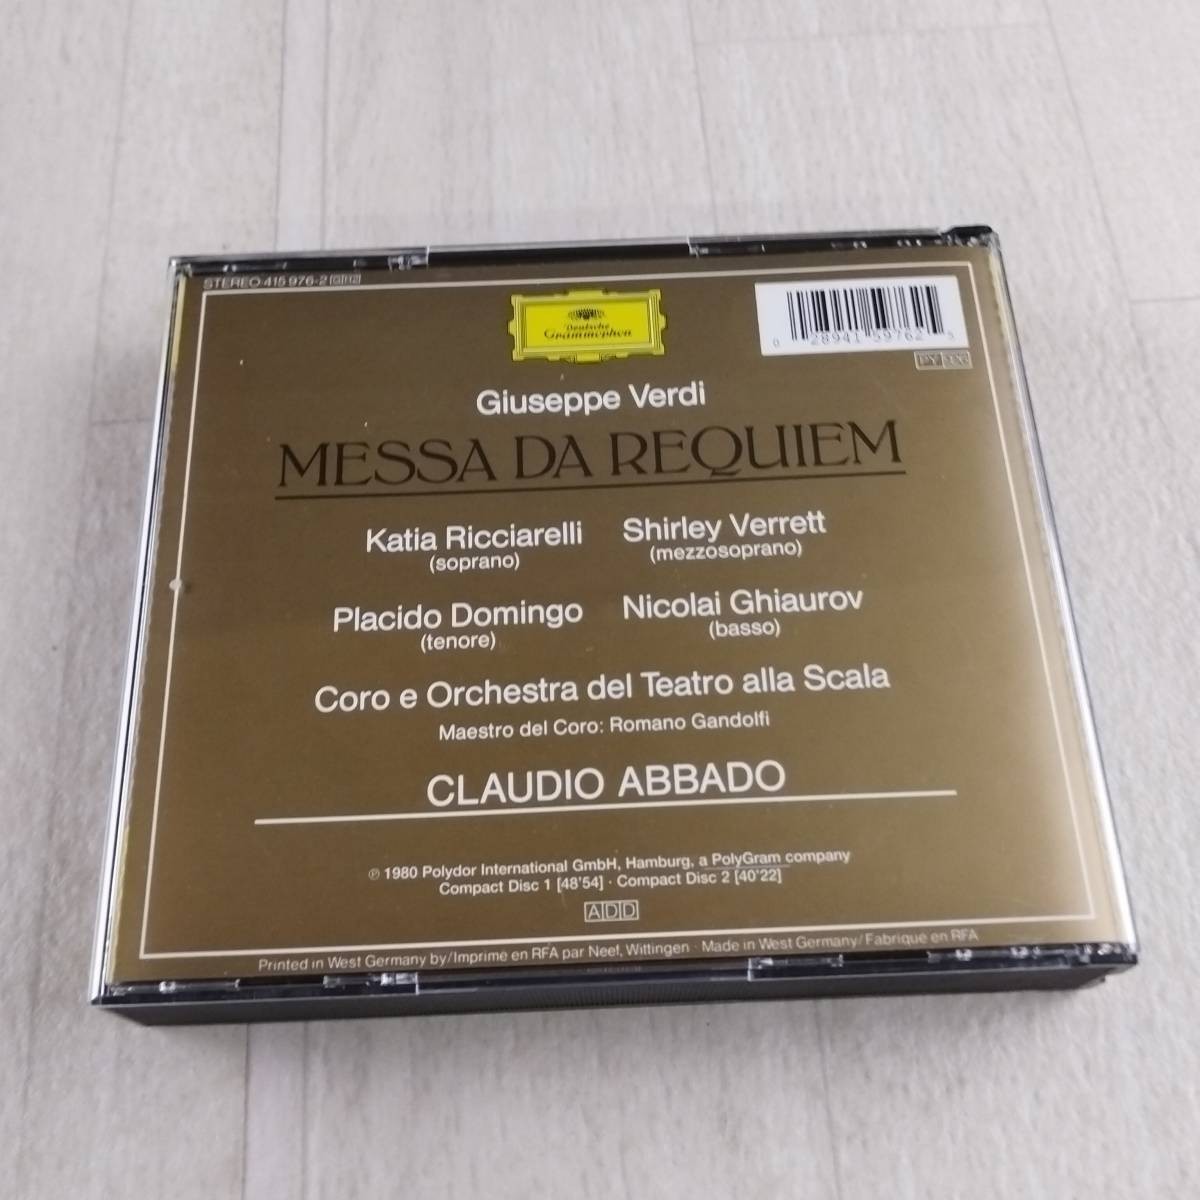 STEREO 415 976-2 GH2
Deutsche
Grammophon
0 28941 59762 5
Giuseppe Verdi
MESSA DA REQUIEM
Katia Ricciarelli Shirley Verrett
(soprano) (mezzosoprano)
Placido Domingo Nicolai Ghiaurov
(tenore) (basso)
Coro e Orchestra del Teatro alla Scala
Maestro del Coro: Romano Gandolfi
CLAUDIO ABBADO
℗ 1980 Polydor International GmbH, Hamburg, a PolyGram company
Compact Disc 1 [48'54] · Compact Disc 2 [40'22]
ADD
Printed in West Germany by/Imprimé en RFA par Neef, Wittingen · Made in West Germany/Fabriqué en RFA